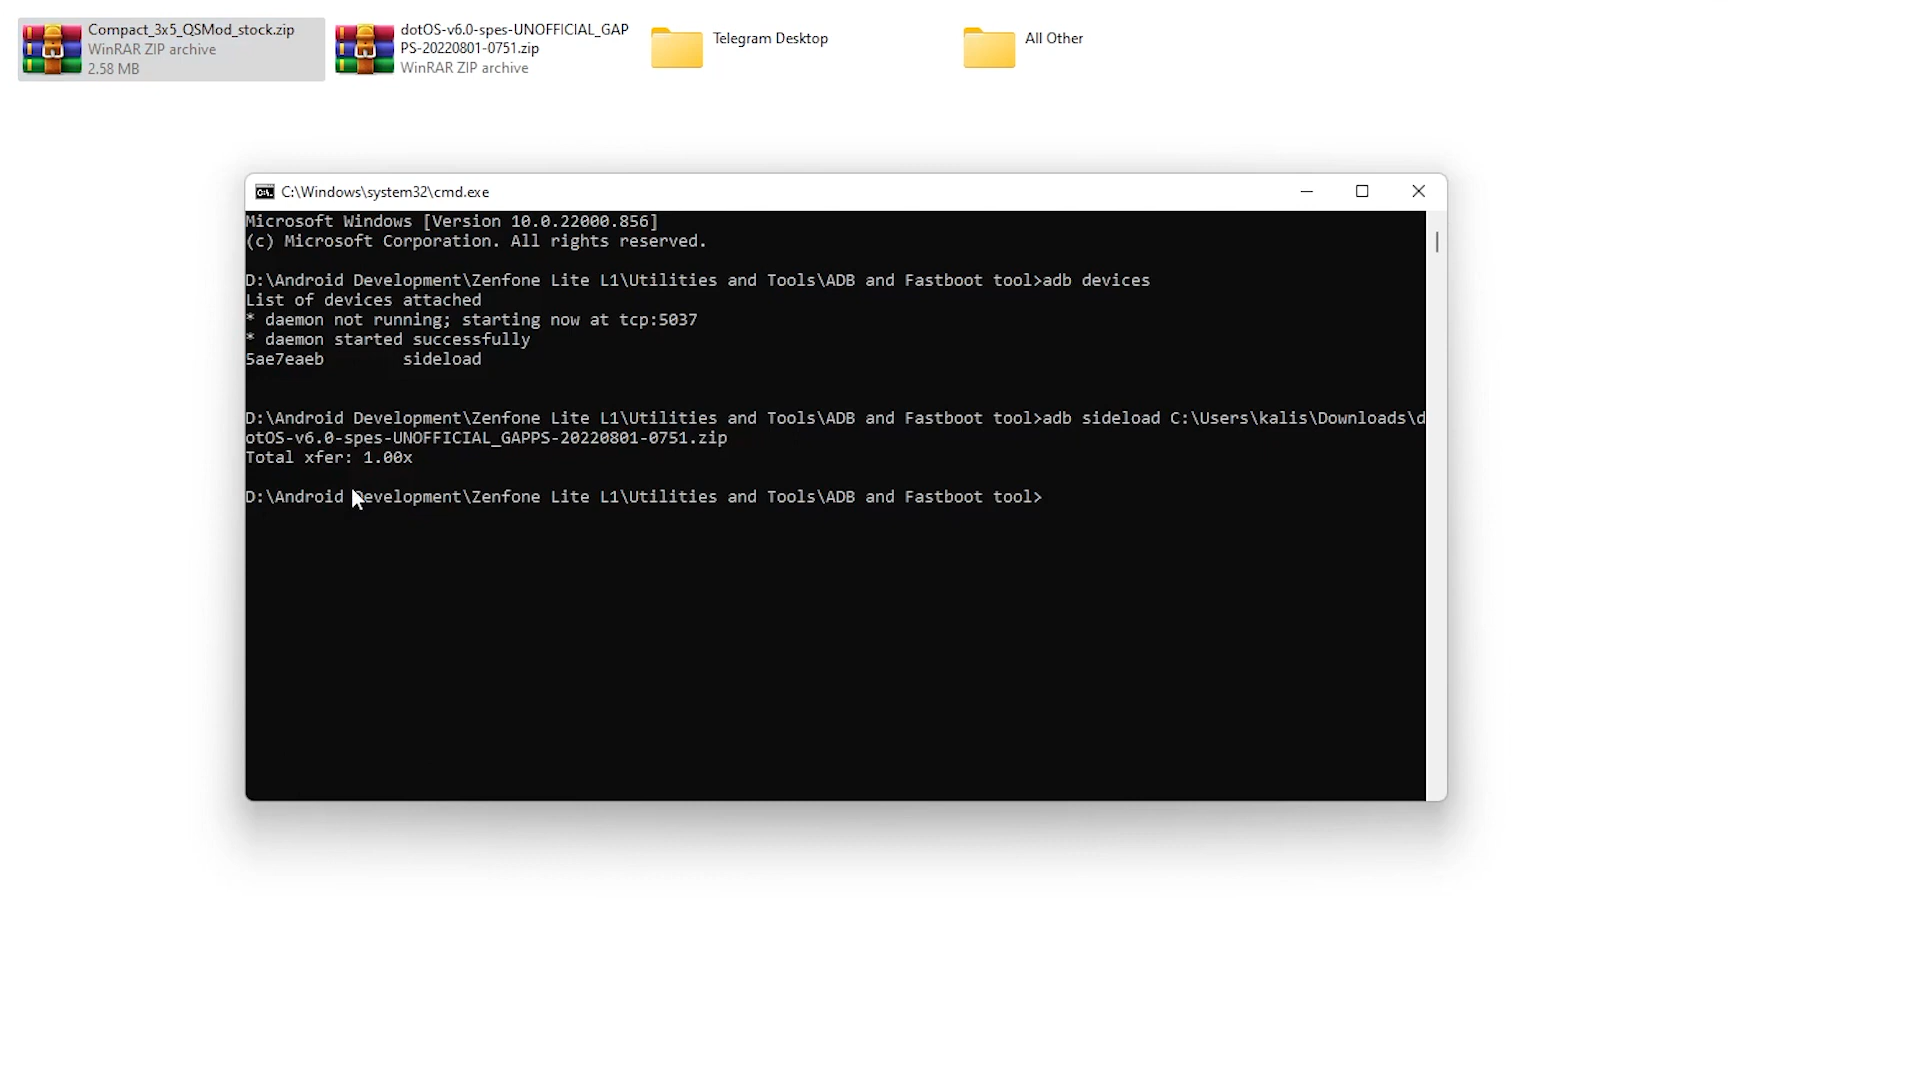 Compact_3x5_QSMod_stock.zip
WinRAR ZIP archive
2.58 MB
dotOS-v6.0-spes-UNOFFICIAL_GAP
PS-20220801-0751.zip
WinRAR ZIP archive
Telegram Desktop
All Other
C:\Windows\system32\cmd.exe
Microsoft Windows [Version 10.0.22000.856]
(c) Microsoft Corporation. All rights reserved.
D:\Android Development\Zenfone Lite L1\Utilities and Tools\ADB and Fastboot tool>adb devices
List of devices attached
* daemon not running; starting now at tcp:5037
* daemon started successfully
5ae7eaeb        sideload
D:\Android Development\Zenfone Lite L1\Utilities and Tools\ADB and Fastboot tool>adb sideload C:\Users\kalis\Downloads\d
otOS-v6.0-spes-UNOFFICIAL_GAPPS-20220801-0751.zip
Total xfer: 1.00x
D:\Android Development\Zenfone Lite L1\Utilities and Tools\ADB and Fastboot tool>